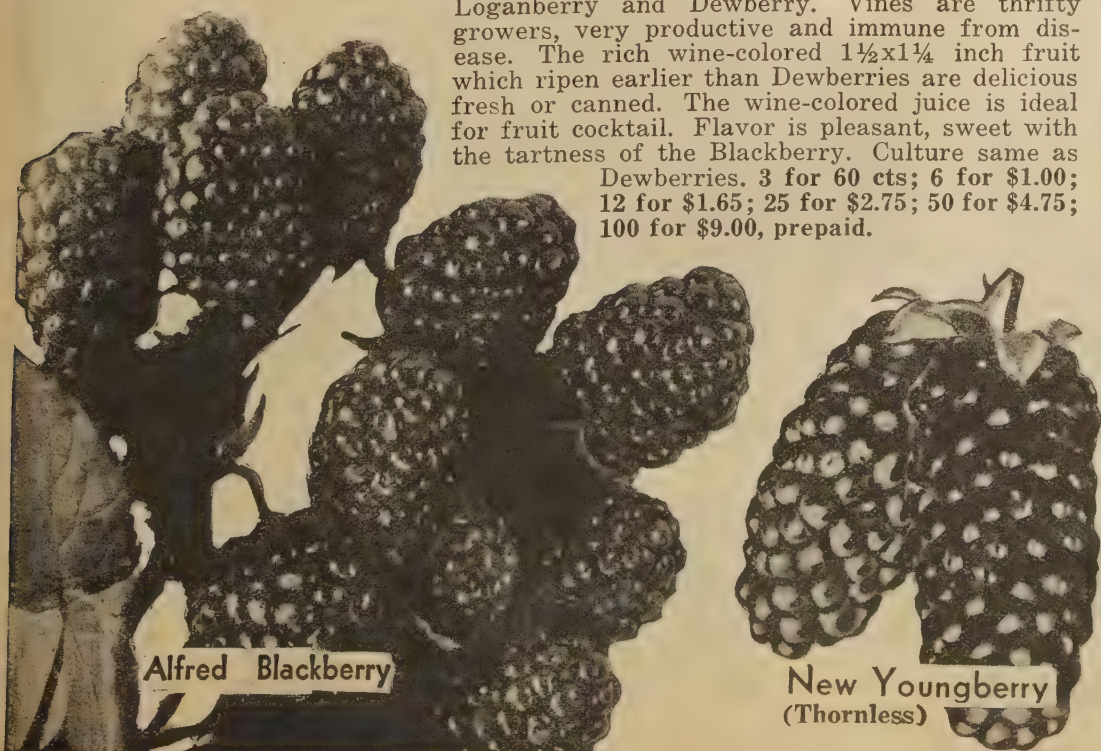 Loganberry and Dewberry. Vines are thrifty
growers, very productive and immune from dis-
ease. The rich wine-colored 1½x1¼ inch fruit
which ripen earlier than Dewberries are delicious
fresh or canned. The wine-colored juice is ideal
for fruit cocktail. Flavor is pleasant, sweet with
the tartness of the Blackberry. Culture same as
Dewberries. 3 for 60 cts; 6 for $1.00;
12 for $1.65; 25 for $2.75; 50 for $4.75;
100 for $9.00, prepaid.
Alfred Blackberry
New Youngberry
(Thornless)